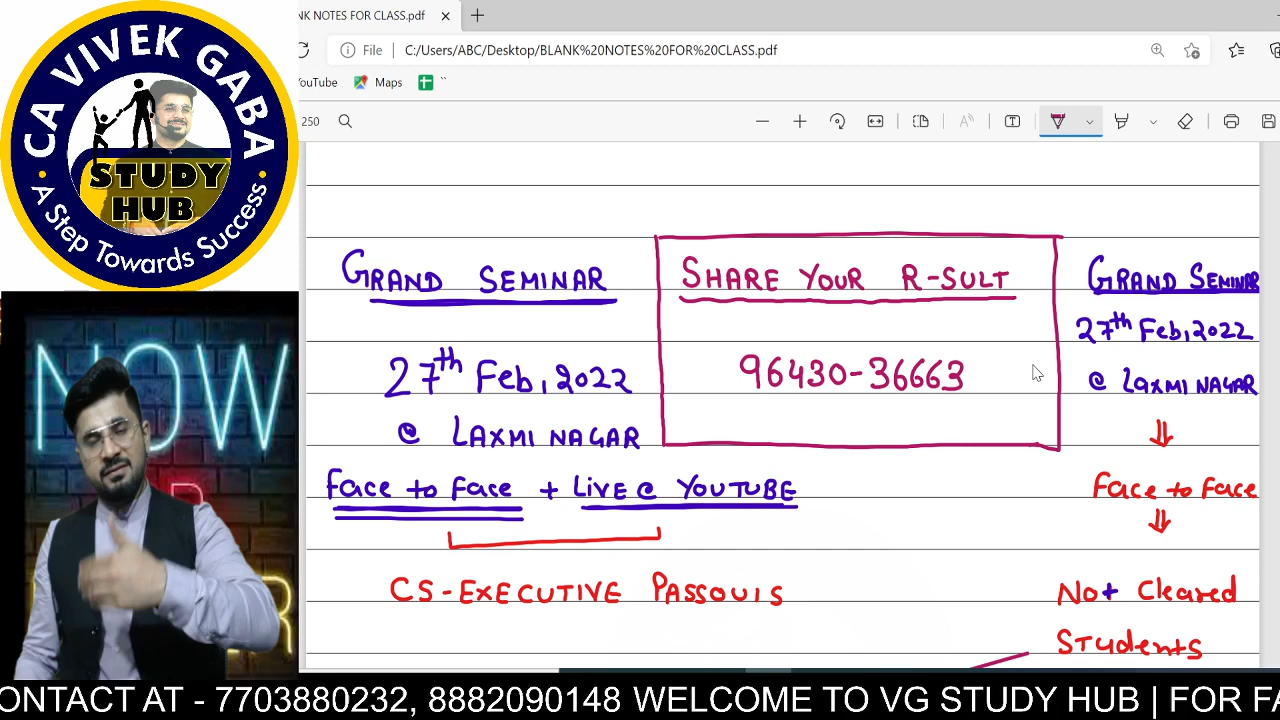 CA VIVEK GABA
STUDY
HUB
A Step Towards Success
NK NOTES FOR CLASS.pdf
File
C:/Users/ABC/Desktop/BLANK%20NOTES%20FOR%20CLASS.pdf
ouTube
Maps
``
250
GRAND SEMINAR
27th Feb, 2022
@ LAXMI NAGAR
Face to Face + LIVE @ YOUTUBE
CS-EXECUTIVE PASSOUTS
SHARE YOUR R-SULT
96430-36663
GRAND SEMINAR
27th Feb, 2022
@ LAXMI NAGAR
Face to Face
Not Cleared
Students
NOW
ONTACT AT - 7703880232, 8882090148 WELCOME TO VG STUDY HUB | FOR FA